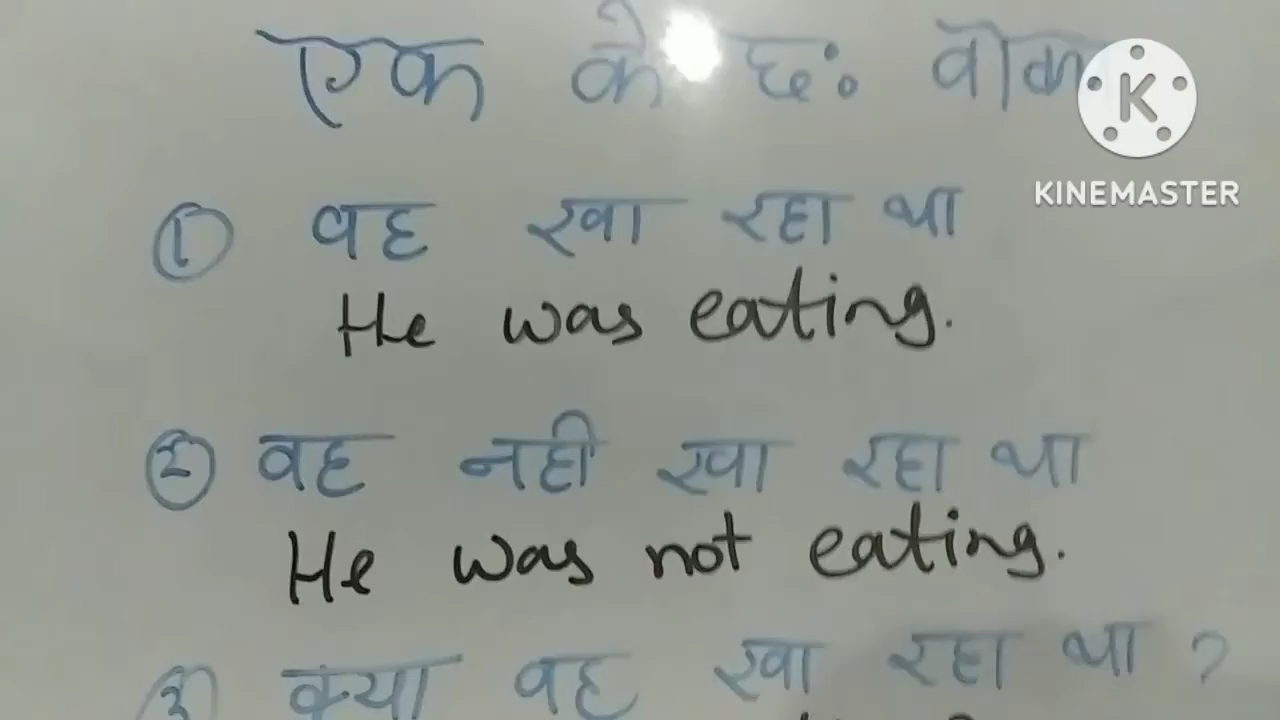 एक के छः
① वह खा रहा था
He was eating.
② वह नही खा रहा था
He was not eating.
③ क्या वह खा रहा था ?
K
KINEMASTER